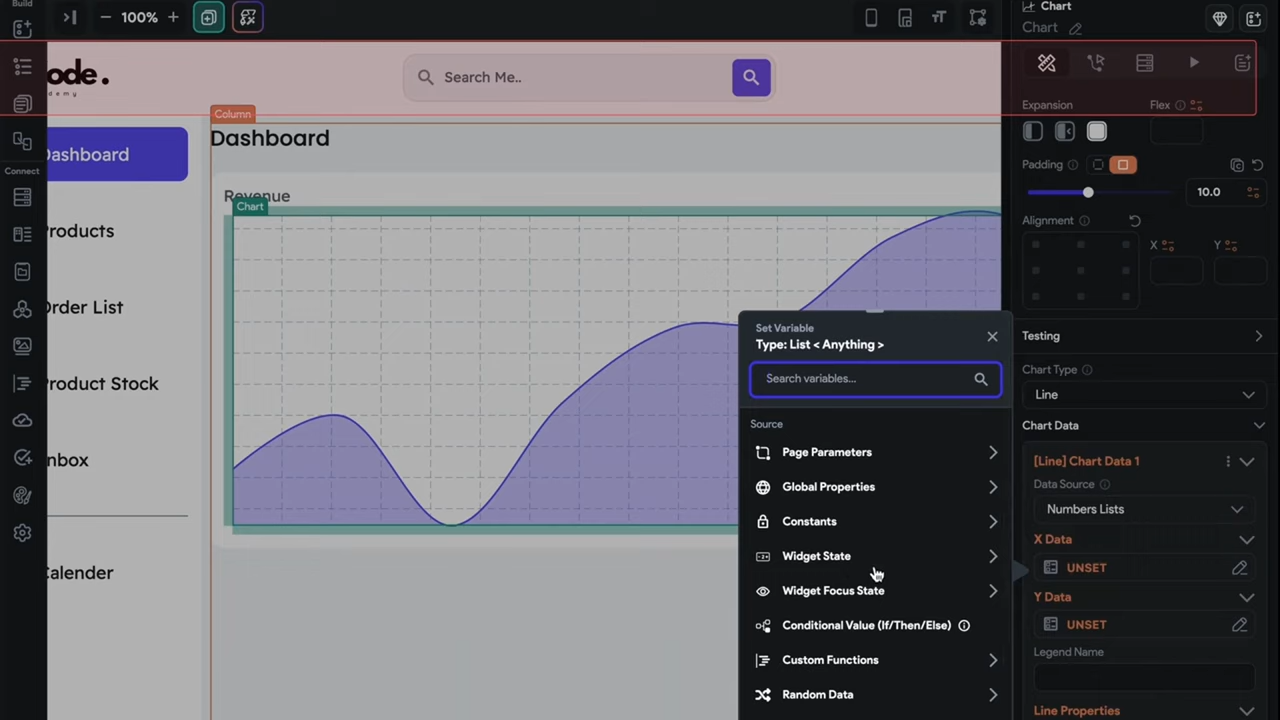 Build
100%
Chart
Chart
ode.
demy
Search Me..
Column
Expansion
Flex
Dashboard
Dashboard
Padding
10.0
Connect
Revenue
Chart
Alignment
X
Y
Products
Order List
Set Variable
Type: List < Anything >
Testing
Search variables...
Chart Type
Line
Product Stock
Source
Chart Data
Page Parameters
[Line] Chart Data 1
nbox
Global Properties
Data Source
Constants
Numbers Lists
X Data
Widget State
UNSET
Calender
Widget Focus State
Y Data
Conditional Value (If/Then/Else)
UNSET
Custom Functions
Legend Name
Random Data
Line Properties